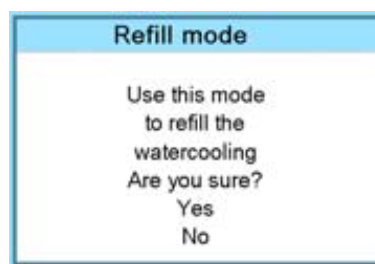 Refill mode
Use this mode
to refill the
watercooling
Are you sure?
Yes
No